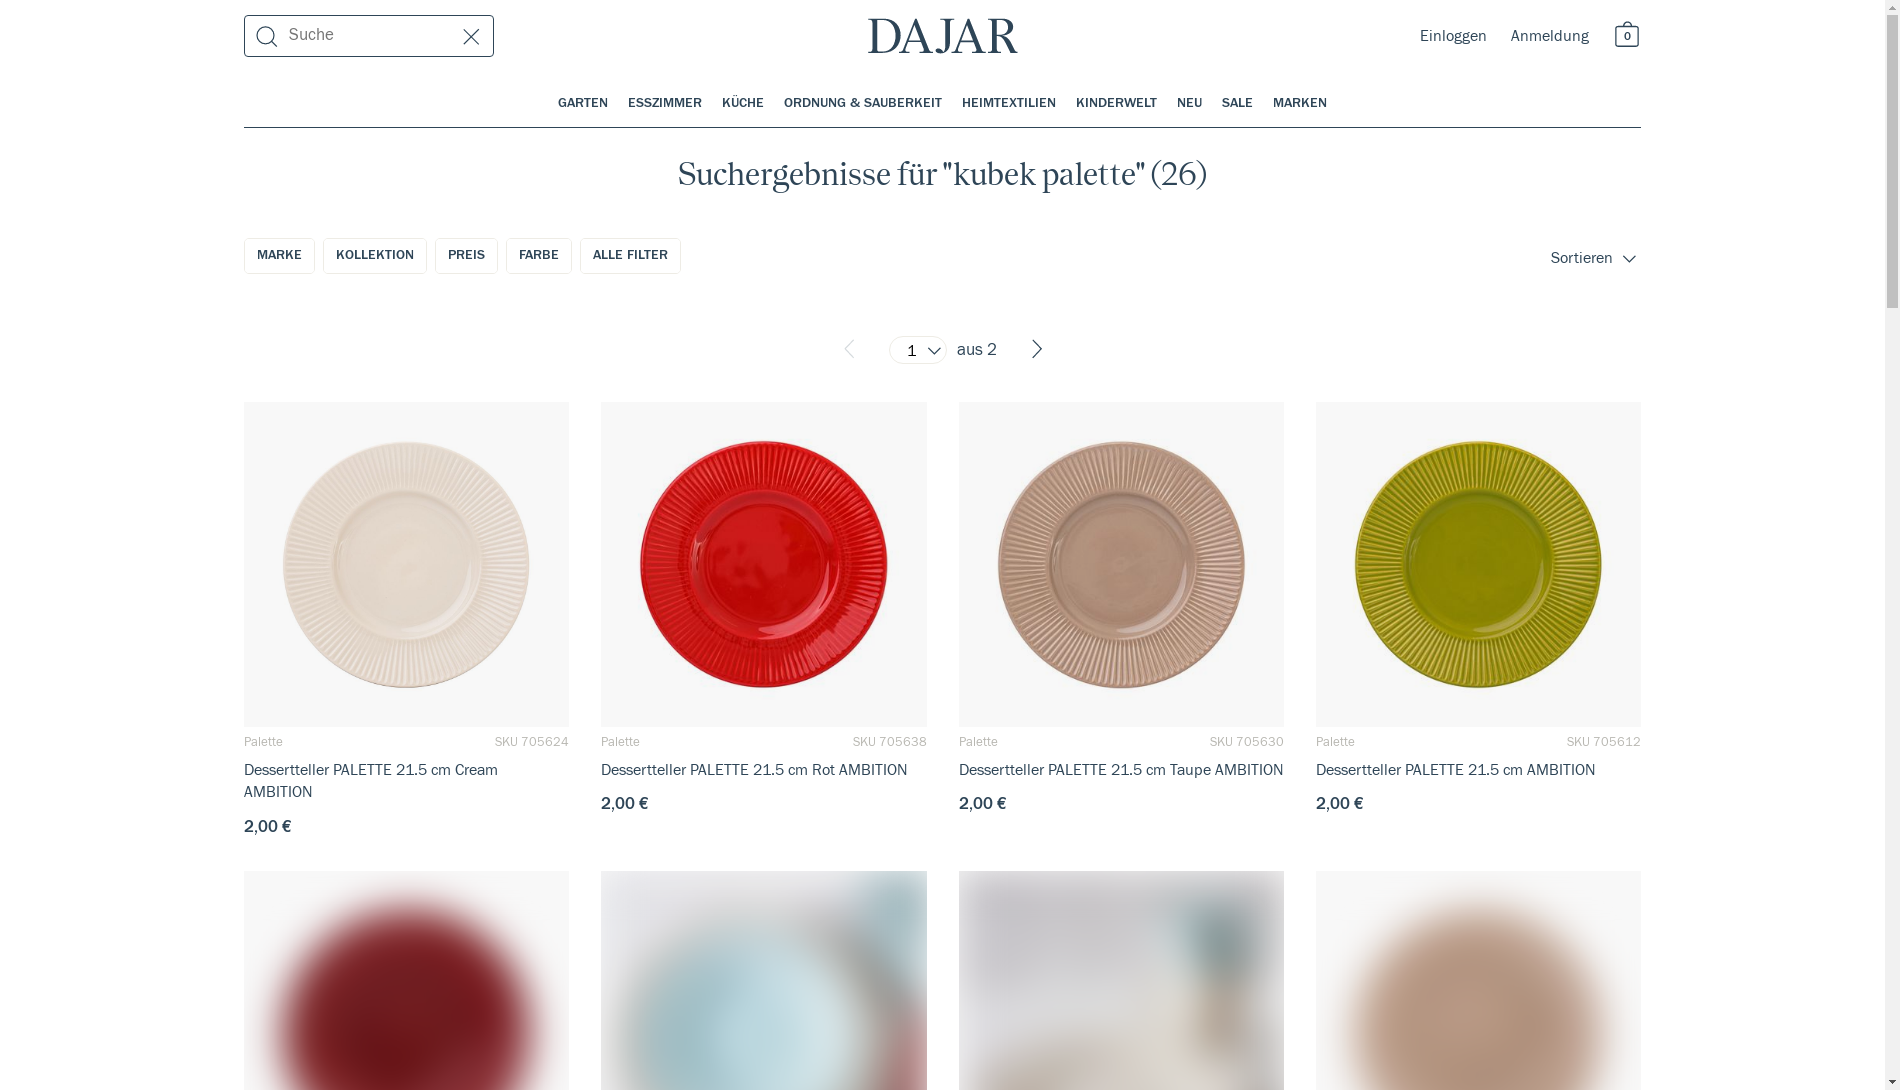 Suche
DAJAR
Einloggen
Anmeldung
0
GARTEN
ESSZIMMER
KÜCHE
ORDNUNG & SAUBERKEIT
HEIMTEXTILIEN
KINDERWELT
NEU
SALE
MARKEN
Suchergebnisse für "kubek palette" (26)
MARKE
KOLLEKTION
PREIS
FARBE
ALLE FILTER
Sortieren
1
aus 2
Palette
SKU 705624
Dessertteller PALETTE 21.5 cm Cream
AMBITION
2,00 €
Palette
SKU 705638
Dessertteller PALETTE 21.5 cm Rot AMBITION
2,00 €
Palette
SKU 705630
Dessertteller PALETTE 21.5 cm Taupe AMBITION
2,00 €
Palette
SKU 705612
Dessertteller PALETTE 21.5 cm AMBITION
2,00 €